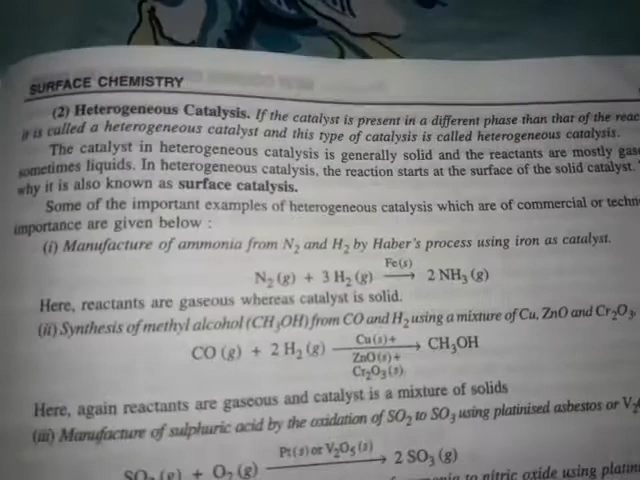 SURFACE CHEMISTRY
(2) Heterogeneous Catalysis. If the catalyst is present in a different phase than that of the reac
it is called a heterogeneous catalyst and this type of catalysis is called heterogeneous catalysis.
The catalyst in heterogeneous catalysis is generally solid and the reactants are mostly gase
sometimes liquids. In heterogeneous catalysis, the reaction starts at the surface of the solid catalyst.
why it is also known as surface catalysis.
Some of the important examples of heterogeneous catalysis which are of commercial or techn
importance are given below :
(i) Manufacture of ammonia from N₂ and H₂ by Haber's process using iron as catalyst.
Fe(s)
N₂ (g) + 3 H₂ (g) ⟶ 2 NH₃ (g)
Here, reactants are gaseous whereas catalyst is solid.
(ii) Synthesis of methyl alcohol (CH₃OH) from CO and H₂ using a mixture of Cu, ZnO and Cr₂O₃.
Cu(s)+
CO (g) + 2 H₂ (g) ⟶ CH₃OH
ZnO(s)+
Cr₂O₃(s)
Here, again reactants are gaseous and catalyst is a mixture of solids
(iii) Manufacture of sulphuric acid by the oxidation of SO₂ to SO₃ using platinised asbestos or V₂
Pt(s) or V₂O₅(s)
SO₂ (g) + O₂ (g) ⟶ 2 SO₃ (g)
to nitric oxide using platin